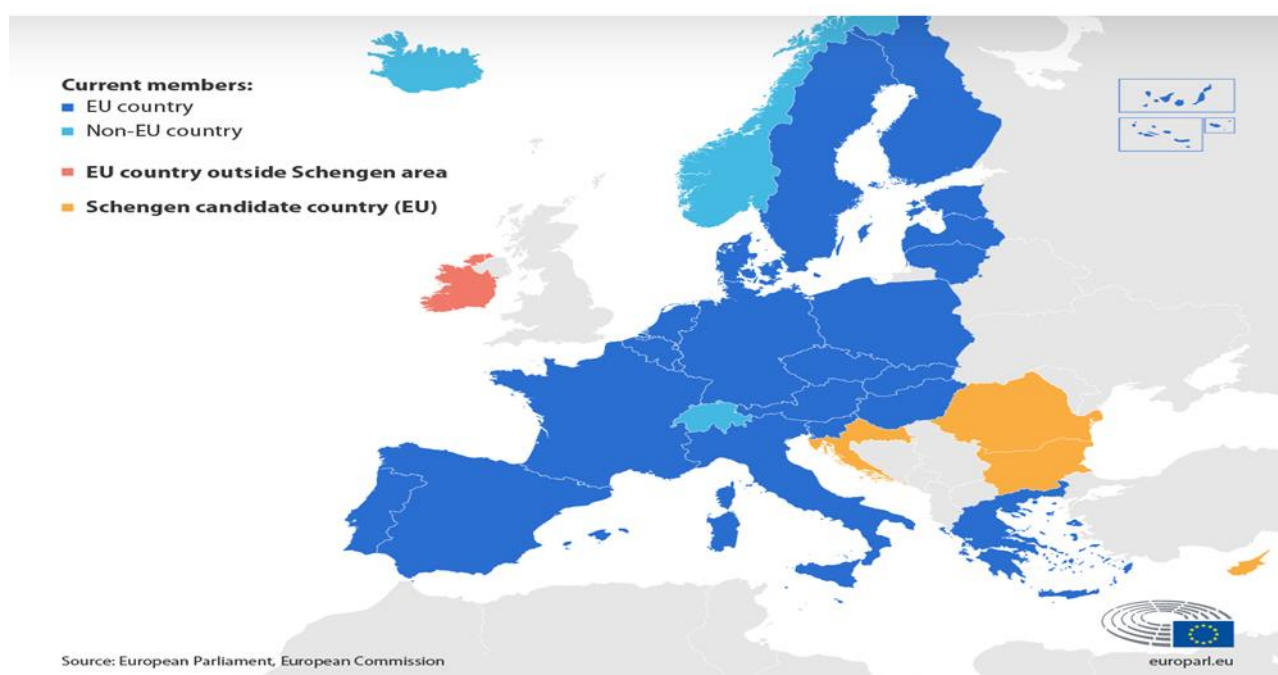 Current members:
EU country
Non-EU country
EU country outside Schengen area
Schengen candidate country (EU)
Source: European Parliament, European Commission
europarl.eu